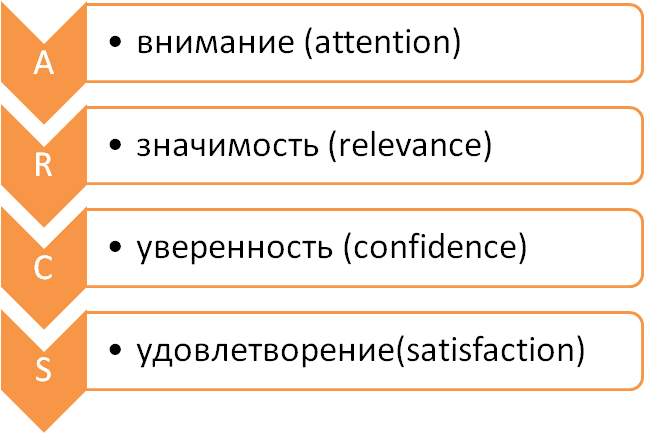 A
• внимание (attention)
R
• значимость (relevance)
C
• уверенность (confidence)
S
• удовлетворение(satisfaction)